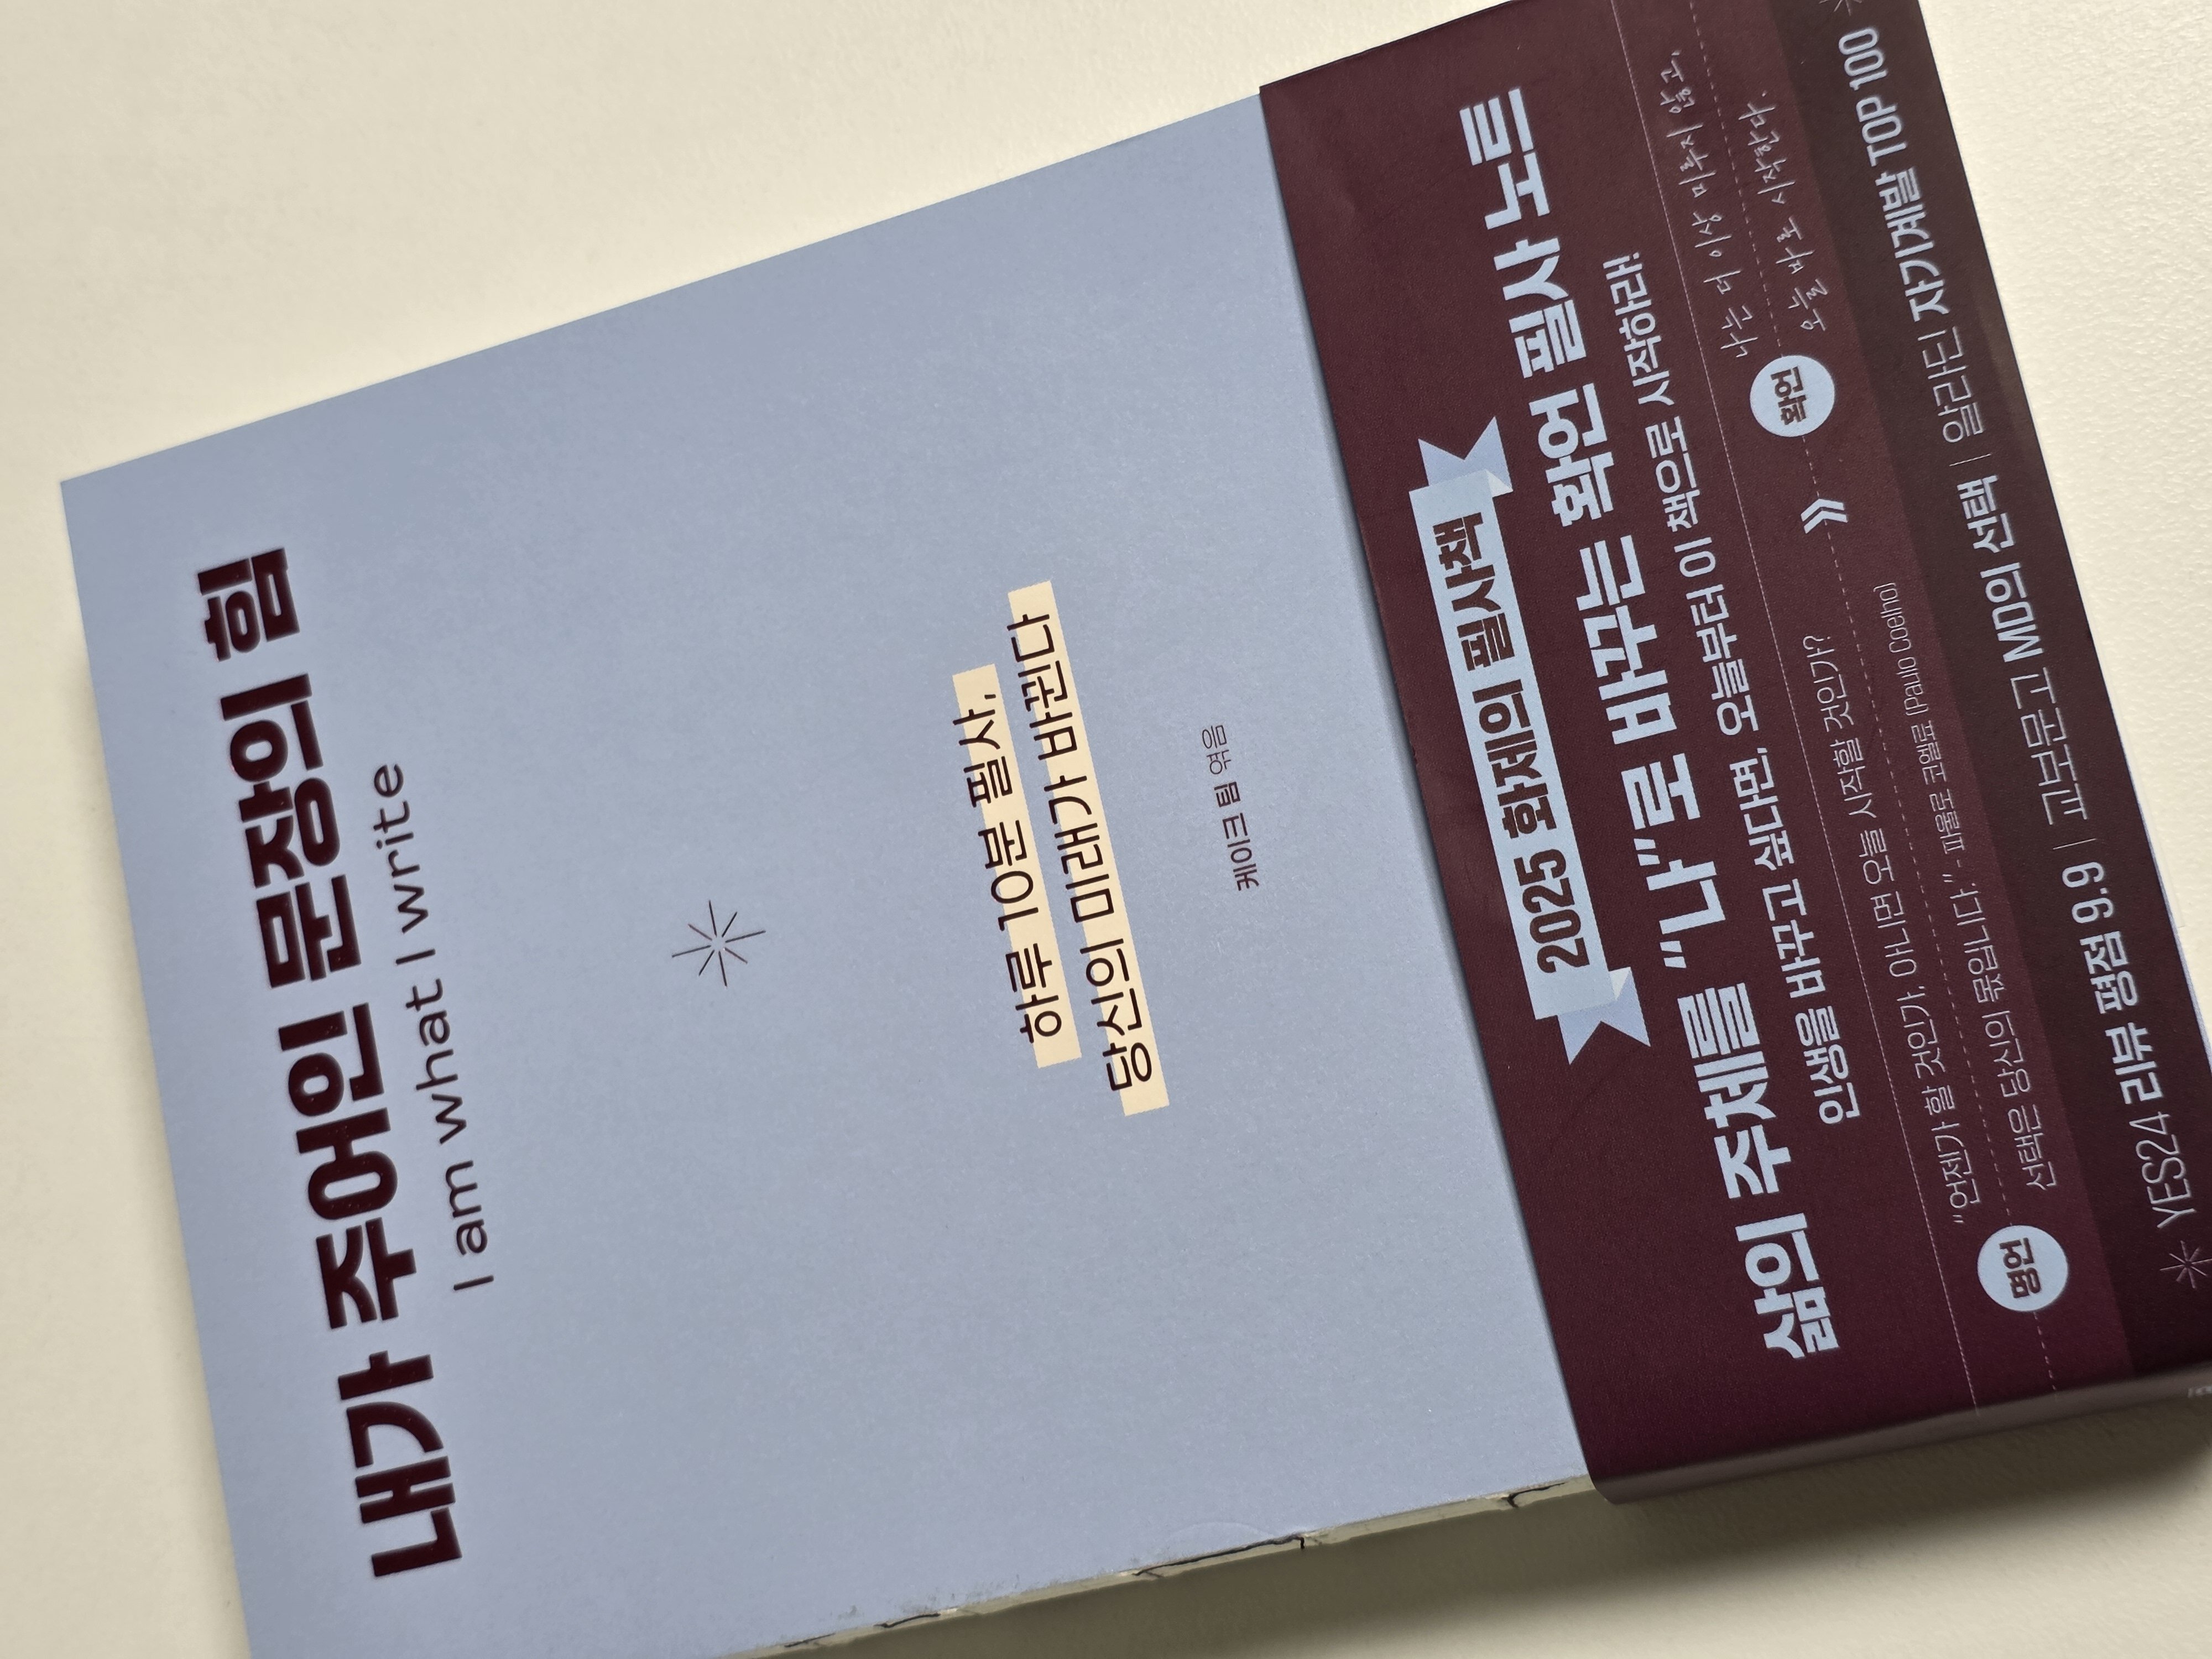 내가 주어인 문장의 힘
I am what I write
하루 10분 필사,
당신의 미래가 바뀐다
케이크 팀 엮음
2025 화제의 필사책
삶의 주체를 "나"로 바꾸는 확언 필사 노트
인생을 바꾸고 싶다면, 오늘부터 이 책으로 시작하라!
명언
"언젠가 할 것인가, 아니면 오늘 시작할 것인가?
선택은 당신의 몫입니다." - 파울로 코엘료 (Paulo Coelho)
》
확언
나는 더 이상 미루지 않고,
오늘 바로 시작한다.
YES24 리뷰 평점 9.9 | 교보문고 MD의 선택 | 알라딘 자기계발 TOP 100